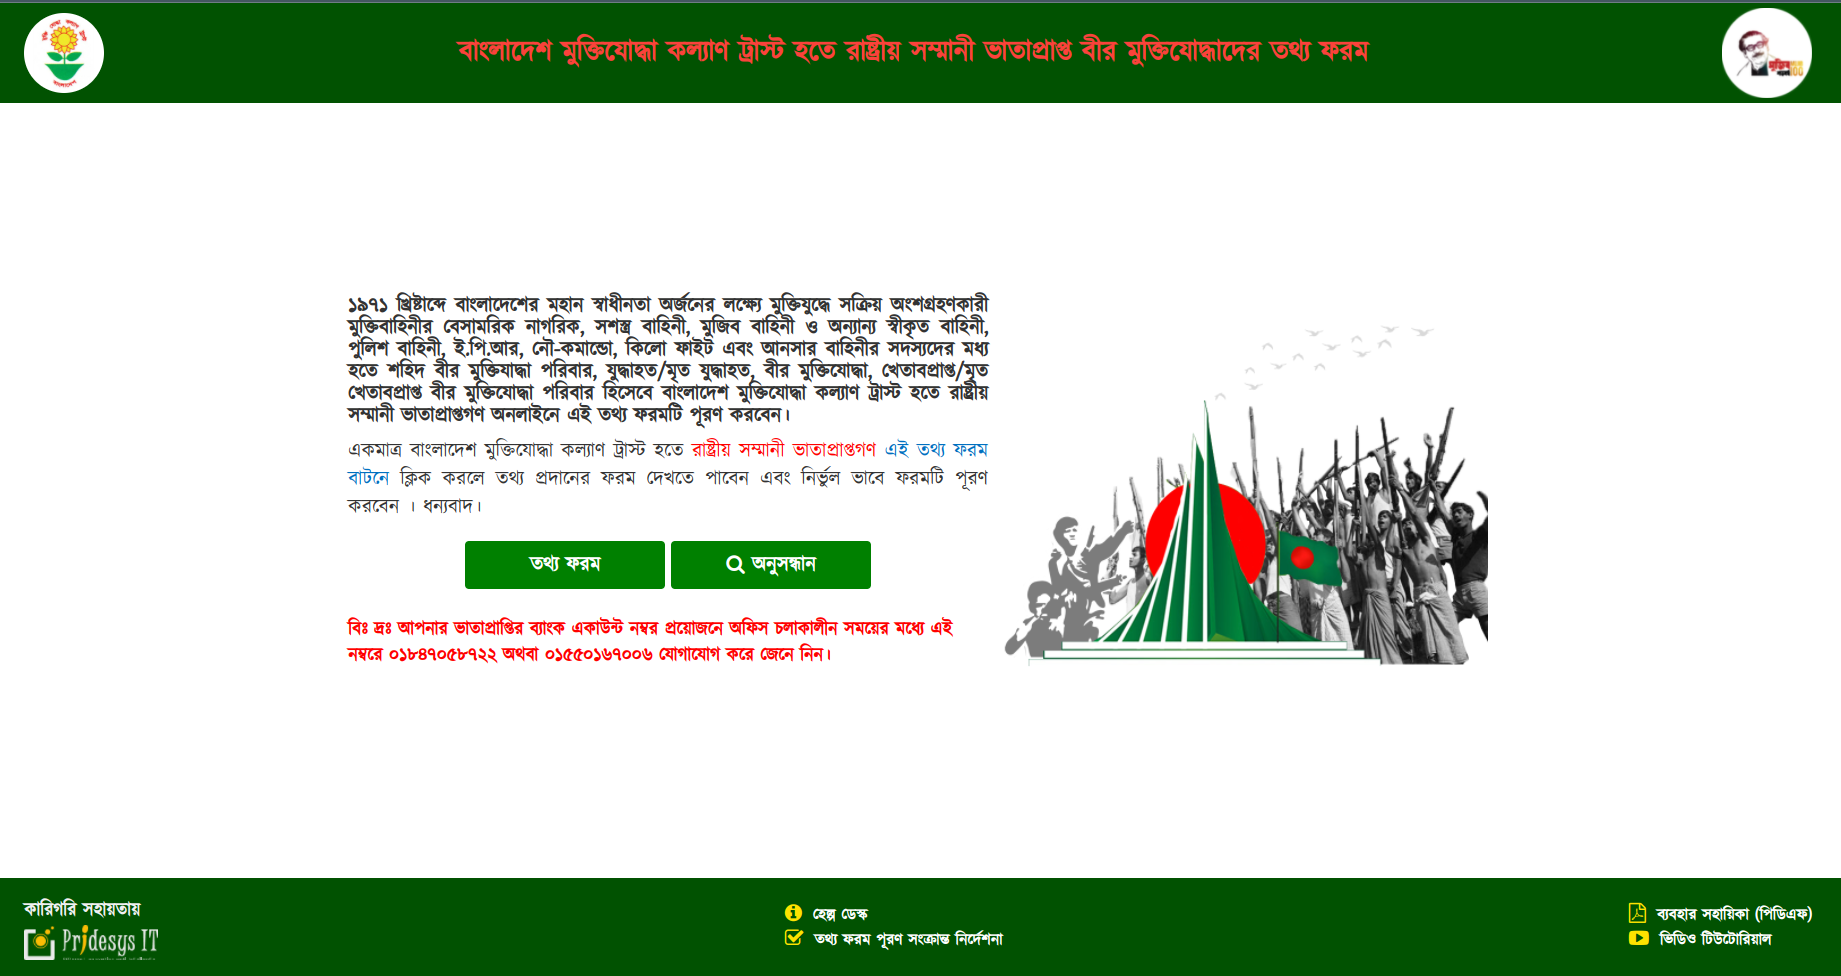 বাংলাদেশ মুক্তিযোদ্ধা কল্যাণ ট্রাস্ট হতে রাষ্ট্রীয় সম্মানী ভাতাপ্রাপ্ত বীর মুক্তিযোদ্ধাদের তথ্য ফরম
১৯৭১ খ্রিষ্টাব্দে বাংলাদেশের মহান স্বাধীনতা অর্জনের লক্ষ্যে মুক্তিযুদ্ধে সক্রিয় অংশগ্রহণকারী
মুক্তিবাহিনীর বেসামরিক নাগরিক, সশস্ত্র বাহিনী, মুজিব বাহিনী ও অন্যান্য স্বীকৃত বাহিনী,
পুলিশ বাহিনী, ই.পি.আর, নৌ-কমান্ডো, কিলো ফাইট এবং আনসার বাহিনীর সদস্যদের মধ্য
হতে শহিদ বীর মুক্তিযাদ্ধা পরিবার, যুদ্ধাহত/মৃত যুদ্ধাহত, বীর মুক্তিযোদ্ধা, খেতাবপ্রাপ্ত/মৃত
খেতাবপ্রাপ্ত বীর মুক্তিযোদ্ধা পরিবার হিসেবে বাংলাদেশ মুক্তিযোদ্ধা কল্যাণ ট্রাস্ট হতে রাষ্ট্রীয়
সম্মানী ভাতাপ্রাপ্তগণ অনলাইনে এই তথ্য ফরমটি পূরণ করবেন।
একমাত্র বাংলাদেশ মুক্তিযোদ্ধা কল্যাণ ট্রাস্ট হতে রাষ্ট্রীয় সম্মানী ভাতাপ্রাপ্তগণ এই তথ্য ফরম
বাটনে ক্লিক করলে তথ্য প্রদানের ফরম দেখতে পাবেন এবং নির্ভুল ভাবে ফরমটি পূরণ
করবেন । ধন্যবাদ।
তথ্য ফরম
অনুসন্ধান
বিঃ দ্রঃ আপনার ভাতাপ্রাপ্তির ব্যাংক একাউন্ট নম্বর প্রয়োজনে অফিস চলাকালীন সময়ের মধ্যে এই
নম্বরে ০১৮৪৭০৫৮৭২২ অথবা ০১৫৫০১৬৭০০৬ যোগাযোগ করে জেনে নিন।
কারিগরি সহায়তায়
Pridesys IT
হেল্প ডেস্ক
তথ্য ফরম পূরণ সংক্রান্ত নির্দেশনা
ব্যবহার সহায়িকা (পিডিএফ)
ভিডিও টিউটোরিয়াল